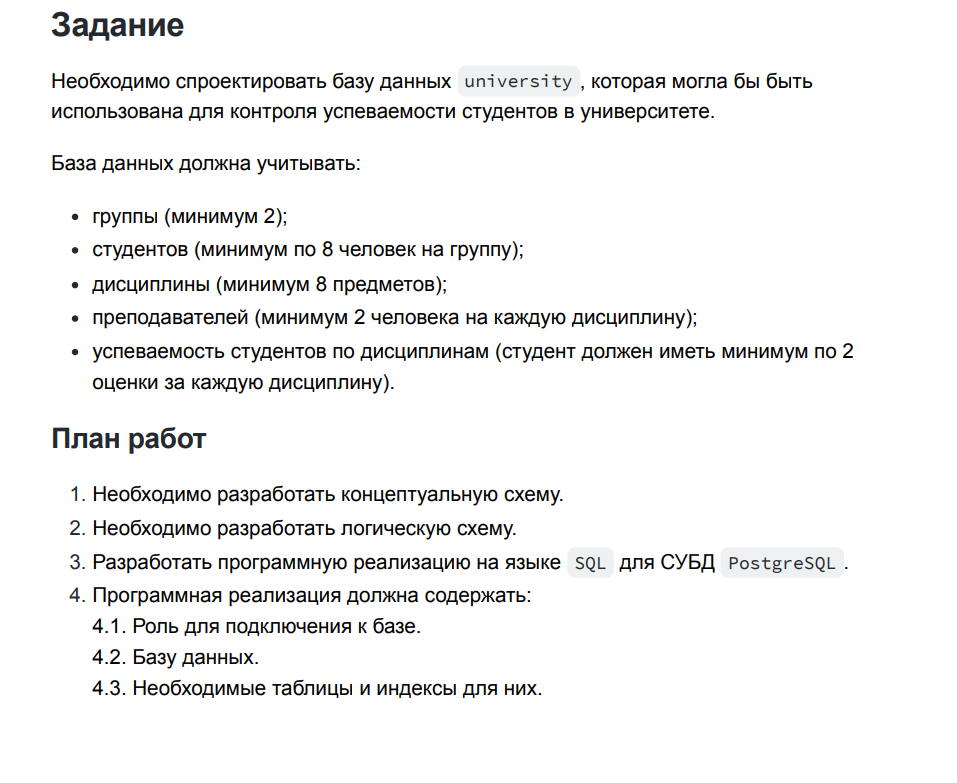 Задание
Необходимо спроектировать базу данных university, которая могла бы быть
использована для контроля успеваемости студентов в университете.
База данных должна учитывать:
• группы (минимум 2);
• студентов (минимум по 8 человек на группу);
• дисциплины (минимум 8 предметов);
• преподавателей (минимум 2 человека на каждую дисциплину);
• успеваемость студентов по дисциплинам (студент должен иметь минимум по 2
оценки за каждую дисциплину).
План работ
1. Необходимо разработать концептуальную схему.
2. Необходимо разработать логическую схему.
3. Разработать программную реализацию на языке SQL для СУБД PostgreSQL.
4. Программная реализация должна содержать:
4.1. Роль для подключения к базе.
4.2. Базу данных.
4.3. Необходимые таблицы и индексы для них.